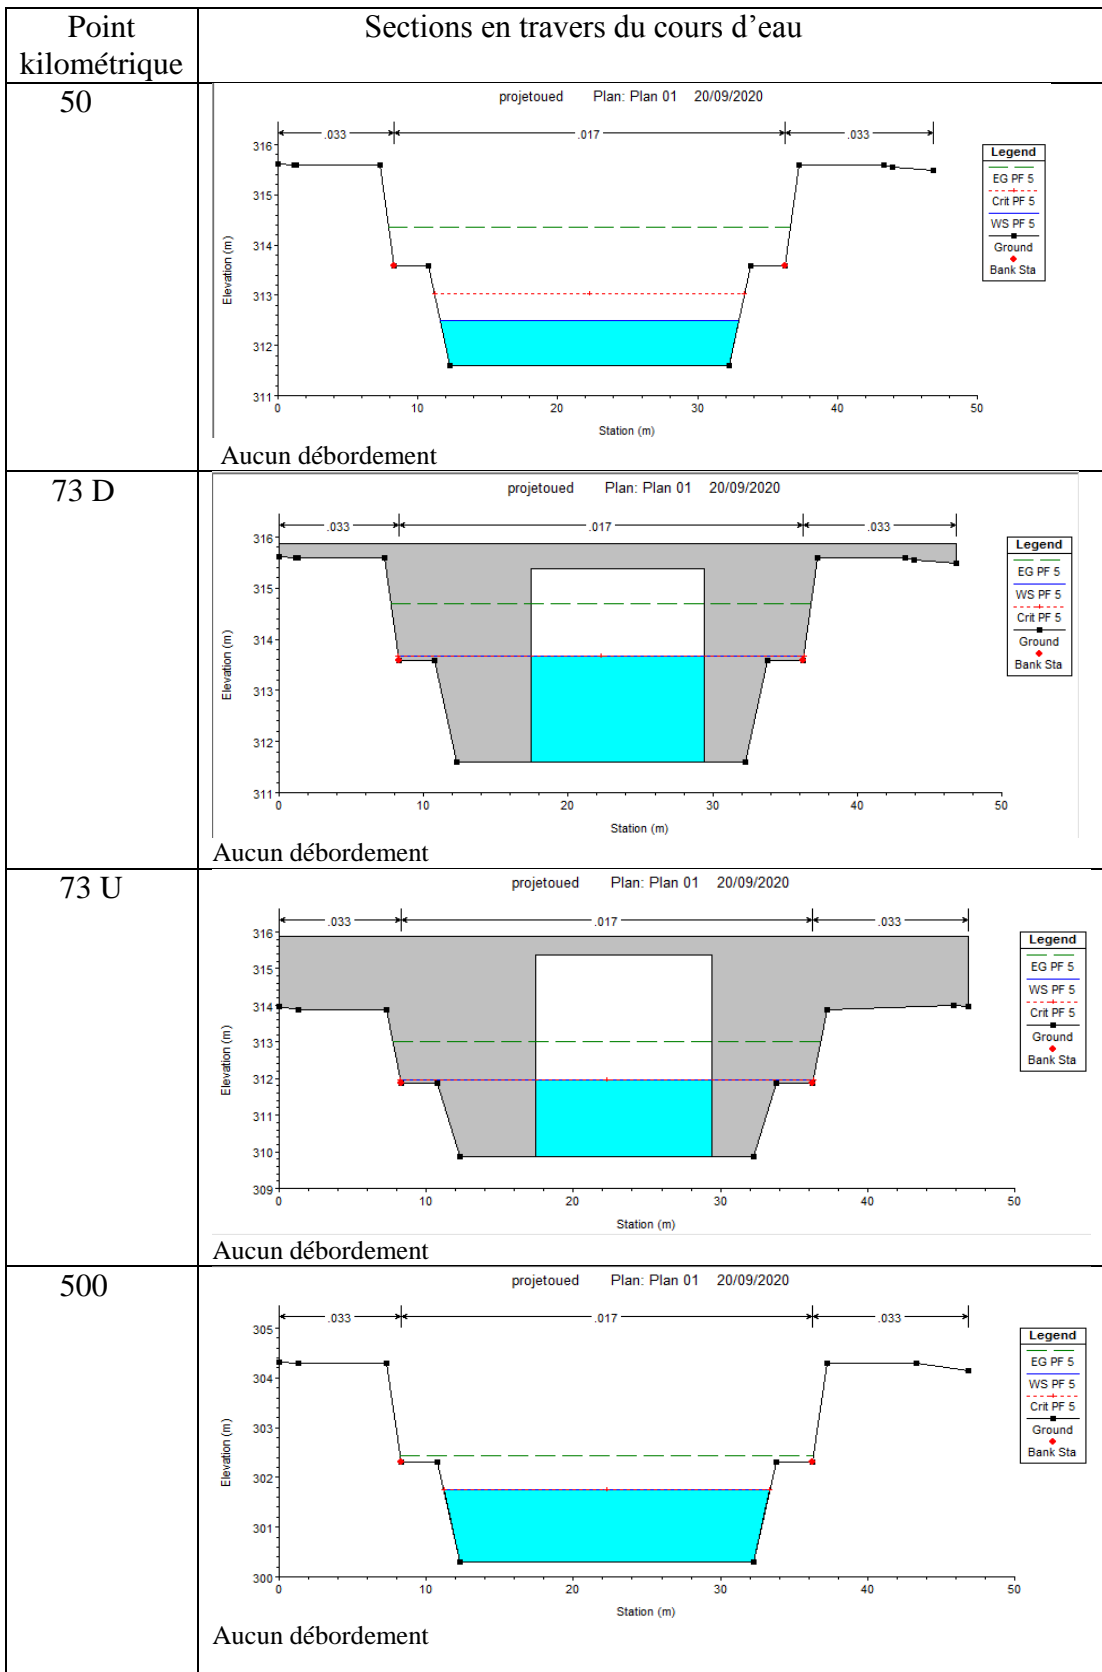 Point kilométrique
Sections en travers du cours d’eau
50
projetoued Plan: Plan 01 20/09/2020
.033 .017 .033
316
315
314
313
312
311
Elevation (m)
0 10 20 30 40 50
Station (m)
Legend
EG PF 5
Crit PF 5
WS PF 5
Ground
Bank Sta
Aucun débordement
73 D
projetoued Plan: Plan 01 20/09/2020
.033 .017 .033
316
315
314
313
312
311
Elevation (m)
0 10 20 30 40 50
Station (m)
Legend
EG PF 5
WS PF 5
Crit PF 5
Ground
Bank Sta
Aucun débordement
73 U
projetoued Plan: Plan 01 20/09/2020
.033 .017 .033
316
315
314
313
312
311
310
309
Elevation (m)
0 10 20 30 40 50
Station (m)
Legend
EG PF 5
WS PF 5
Crit PF 5
Ground
Bank Sta
Aucun débordement
500
projetoued Plan: Plan 01 20/09/2020
.033 .017 .033
305
304
303
302
301
300
Elevation (m)
0 10 20 30 40 50
Station (m)
Legend
EG PF 5
WS PF 5
Crit PF 5
Ground
Bank Sta
Aucun débordement